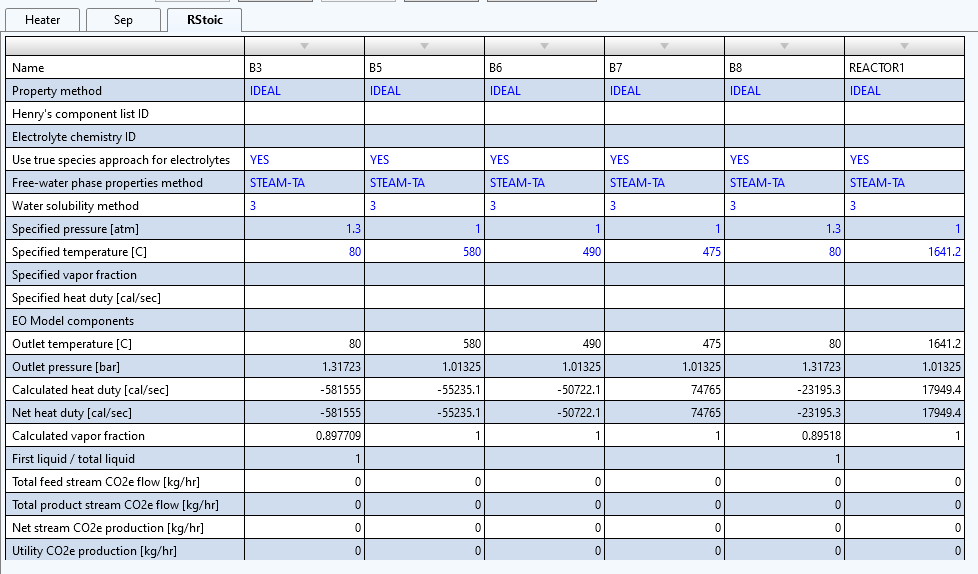 Heater Sep RStoic
Name B3 B5 B6 B7 B8 REACTOR1
Property method IDEAL IDEAL IDEAL IDEAL IDEAL IDEAL
Henry's component list ID
Electrolyte chemistry ID
Use true species approach for electrolytes YES YES YES YES YES YES
Free-water phase properties method STEAM-TA STEAM-TA STEAM-TA STEAM-TA STEAM-TA STEAM-TA
Water solubility method 3 3 3 3 3 3
Specified pressure [atm] 1.3 1 1 1 1.3 1
Specified temperature [C] 80 580 490 475 80 1641.2
Specified vapor fraction
Specified heat duty [cal/sec]
EO Model components
Outlet temperature [C] 80 580 490 475 80 1641.2
Outlet pressure [bar] 1.31723 1.01325 1.01325 1.01325 1.31723 1.01325
Calculated heat duty [cal/sec] -581555 -55235.1 -50722.1 74765 -23195.3 17949.4
Net heat duty [cal/sec] -581555 -55235.1 -50722.1 74765 -23195.3 17949.4
Calculated vapor fraction 0.897709 1 1 1 0.89518 1
First liquid / total liquid 1 1
Total feed stream CO2e flow [kg/hr] 0 0 0 0 0 0
Total product stream CO2e flow [kg/hr] 0 0 0 0 0 0
Net stream CO2e production [kg/hr] 0 0 0 0 0 0
Utility CO2e production [kg/hr] 0 0 0 0 0 0